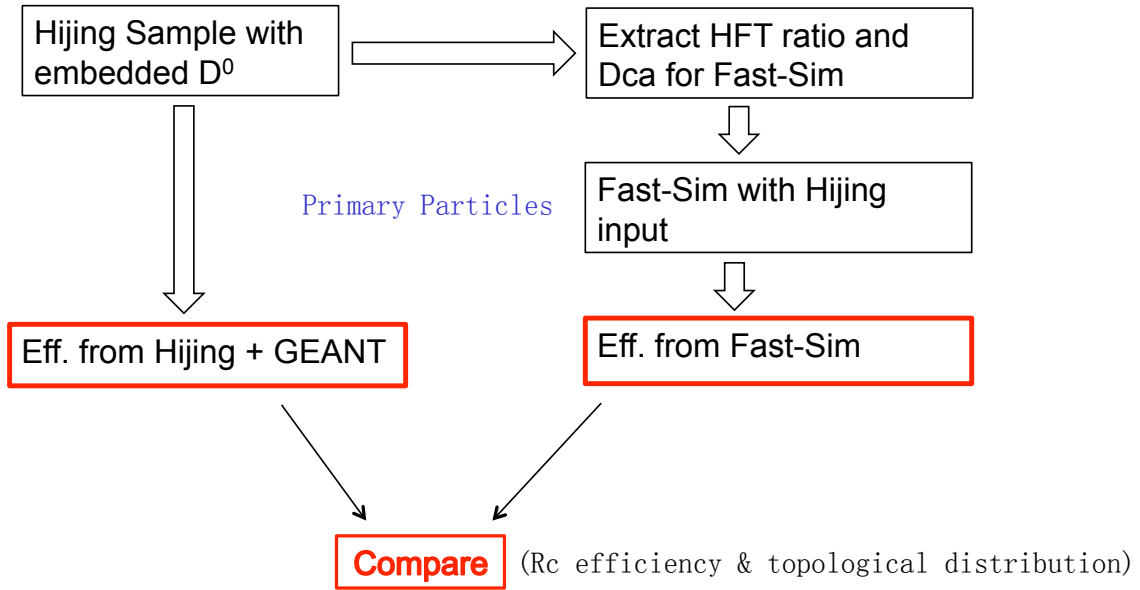 Hijing Sample with
embedded D⁰
Extract HFT ratio and
Dca for Fast-Sim
Primary Particles
Fast-Sim with Hijing
input
Eff. from Hijing + GEANT
Eff. from Fast-Sim
Compare (Rc efficiency & topological distribution)